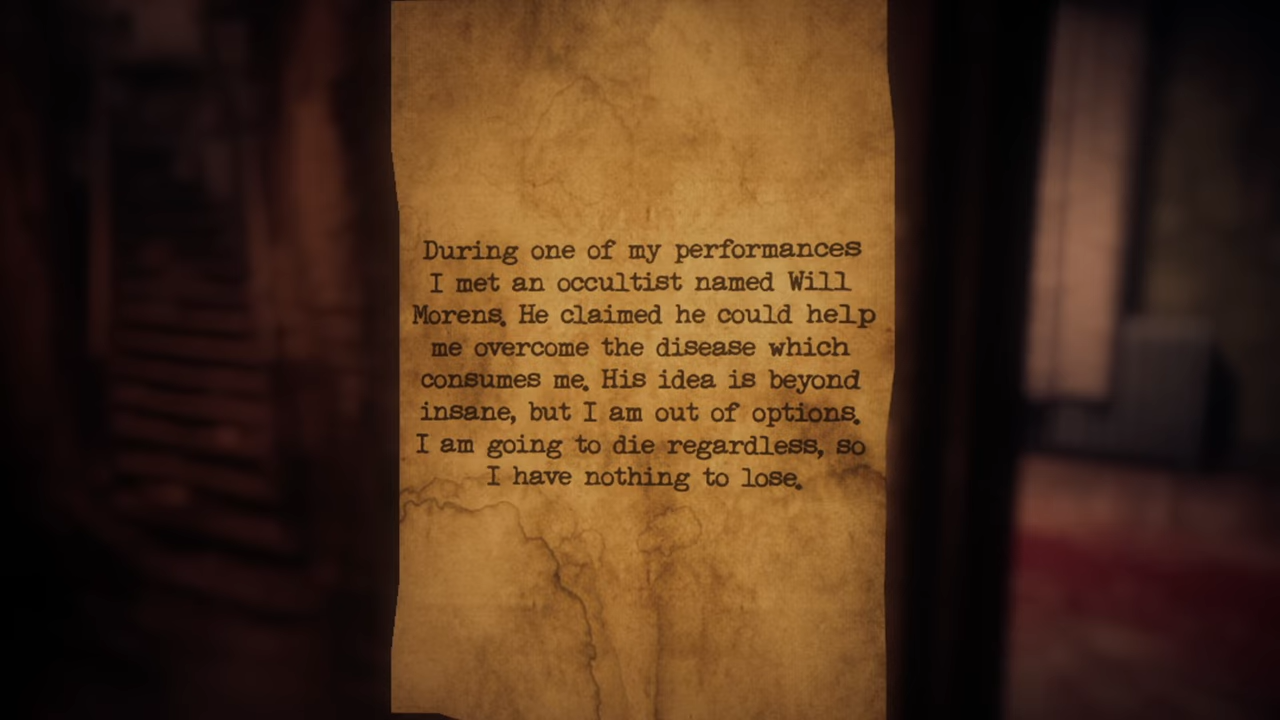 During one of my performances
I met an occultist named Will
Morens. He claimed he could help
me overcome the disease which
consumes me. His idea is beyond
insane, but I am out of options.
I am going to die regardless, so
I have nothing to lose.